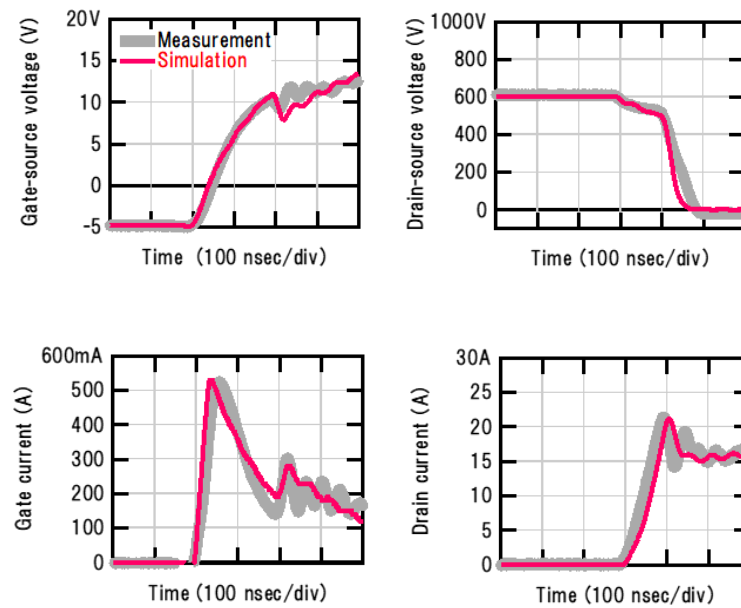 Gate-source voltage (V)
20V
15
10
5
0
-5
Measurement
Simulation
Time (100 nsec/div)
Drain-source voltage (V)
1000V
800
600
400
200
0
Time (100 nsec/div)
Gate current (A)
600mA
500
400
300
200
100
0
Time (100 nsec/div)
Drain current (A)
30A
25
20
15
10
5
0
Time (100 nsec/div)